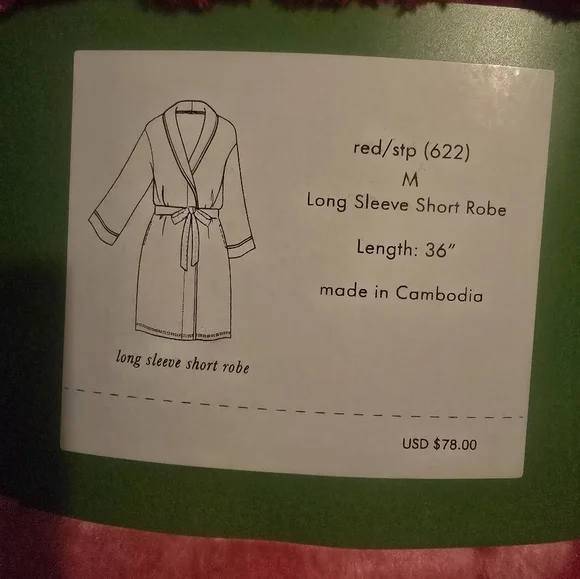 red/stp (622)
M
Long Sleeve Short Robe
Length: 36"
made in Cambodia
long sleeve short robe
USD $78.00